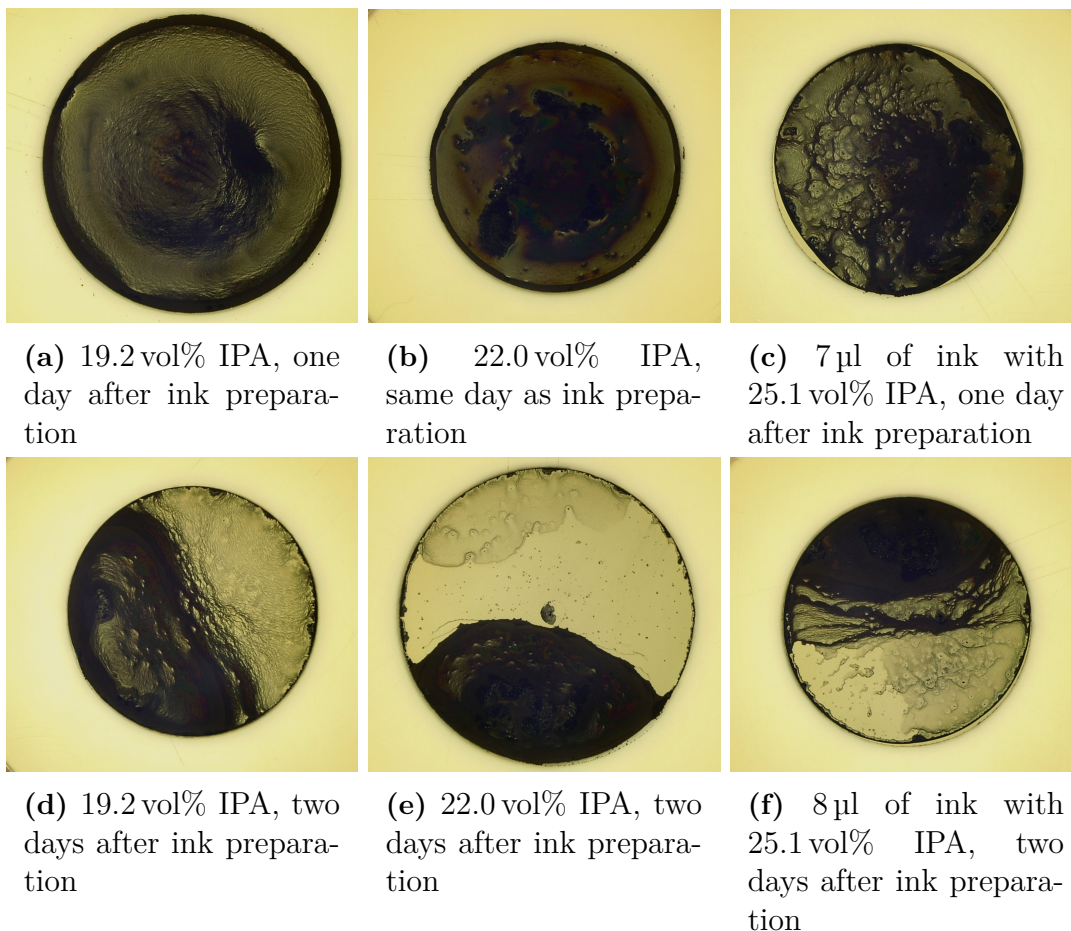 (a) 19.2 vol% IPA, one
day after ink prepara-
tion
(b) 22.0 vol% IPA,
same day as ink prepa-
ration
(c) 7 µl of ink with
25.1 vol% IPA, one day
after ink preparation
(d) 19.2 vol% IPA, two
days after ink prepara-
tion
(e) 22.0 vol% IPA, two
days after ink prepara-
tion
(f) 8 µl of ink with
25.1 vol% IPA, two
days after ink prepara-
tion